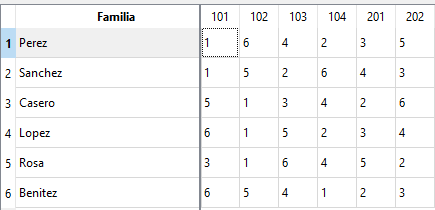 Familia 101 102 103 104 201 202
1 Perez 1 6 4 2 3 5
2 Sanchez 1 5 2 6 4 3
3 Casero 5 1 3 4 2 6
4 Lopez 6 1 5 2 3 4
5 Rosa 3 1 6 4 5 2
6 Benitez 6 5 4 1 2 3